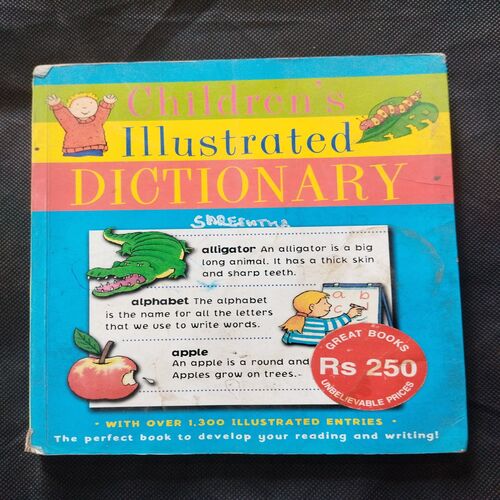 Children's
Illustrated
DICTIONARY
SAREENTHA
alligator An alligator is a big
long animal. It has a thick skin
and sharp teeth.
alphabet The alphabet
is the name for all the letters
that we use to write words.
a b
c
apple
An apple is a round and
Apples grow on trees.
GREAT BOOKS
Rs 250
UNBELIEVABLE PRICES
• WITH OVER 1,300 ILLUSTRATED ENTRIES •
The perfect book to develop your reading and writing!